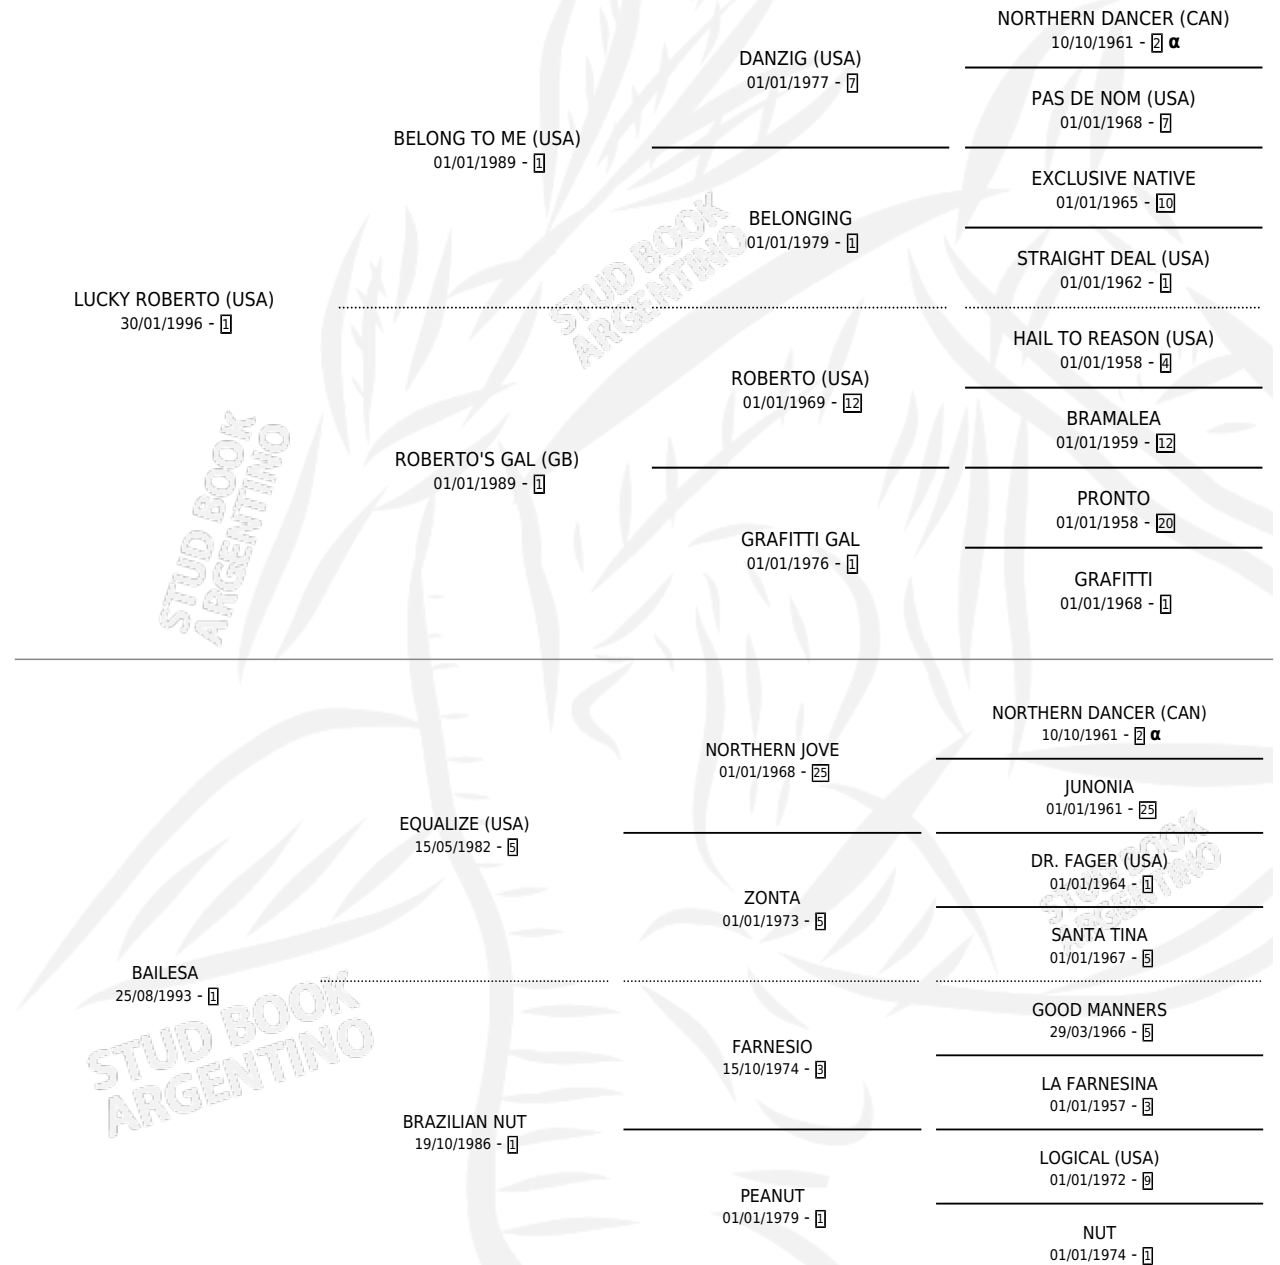 NORTHERN DANCER (CAN)
10/10/1961 - 2 α
DANZIG (USA)
01/01/1977 - 7
PAS DE NOM (USA)
01/01/1968 - 7
BELONG TO ME (USA)
01/01/1989 - 1
EXCLUSIVE NATIVE
01/01/1965 - 10
BELONGING
01/01/1979 - 1
STRAIGHT DEAL (USA)
01/01/1962 - 1
LUCKY ROBERTO (USA)
30/01/1996 - 1
HAIL TO REASON (USA)
01/01/1958 - 4
ROBERTO (USA)
01/01/1969 - 12
BRAMALEA
01/01/1959 - 12
ROBERTO'S GAL (GB)
01/01/1989 - 1
PRONTO
01/01/1958 - 20
GRAFITTI GAL
01/01/1976 - 1
GRAFITTI
01/01/1968 - 1
NORTHERN DANCER (CAN)
10/10/1961 - 2 α
NORTHERN JOVE
01/01/1968 - 25
JUNONIA
01/01/1961 - 25
EQUALIZE (USA)
15/05/1982 - 5
DR. FAGER (USA)
01/01/1964 - 1
ZONTA
01/01/1973 - 5
SANTA TINA
01/01/1967 - 5
BAILESA
25/08/1993 - 1
GOOD MANNERS
29/03/1966 - 5
FARNESIO
15/10/1974 - 3
LA FARNESINA
01/01/1957 - 3
BRAZILIAN NUT
19/10/1986 - 1
LOGICAL (USA)
01/01/1972 - 9
PEANUT
01/01/1979 - 1
NUT
01/01/1974 - 1
STUD BOOK
ARGENTINO
STUD BOOK
ARGENTINO
STUD BOOK
ARGENTINO
STUD BOOK
ARGENTINO